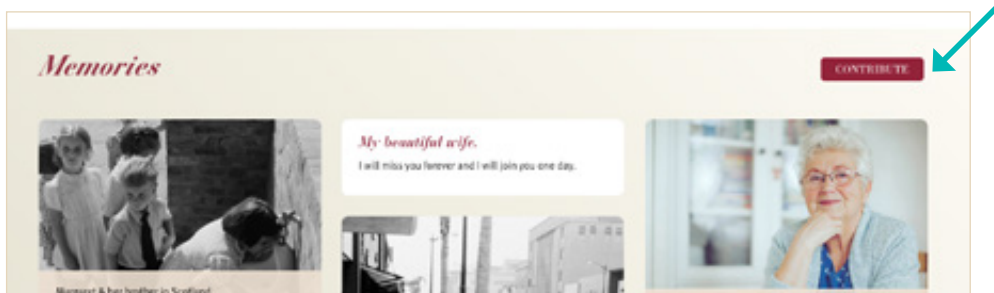 Memories
CONTRIBUTE
My beautiful wife.
I will miss you forever and I will join you one day.
Margaret & her brother in Scotland